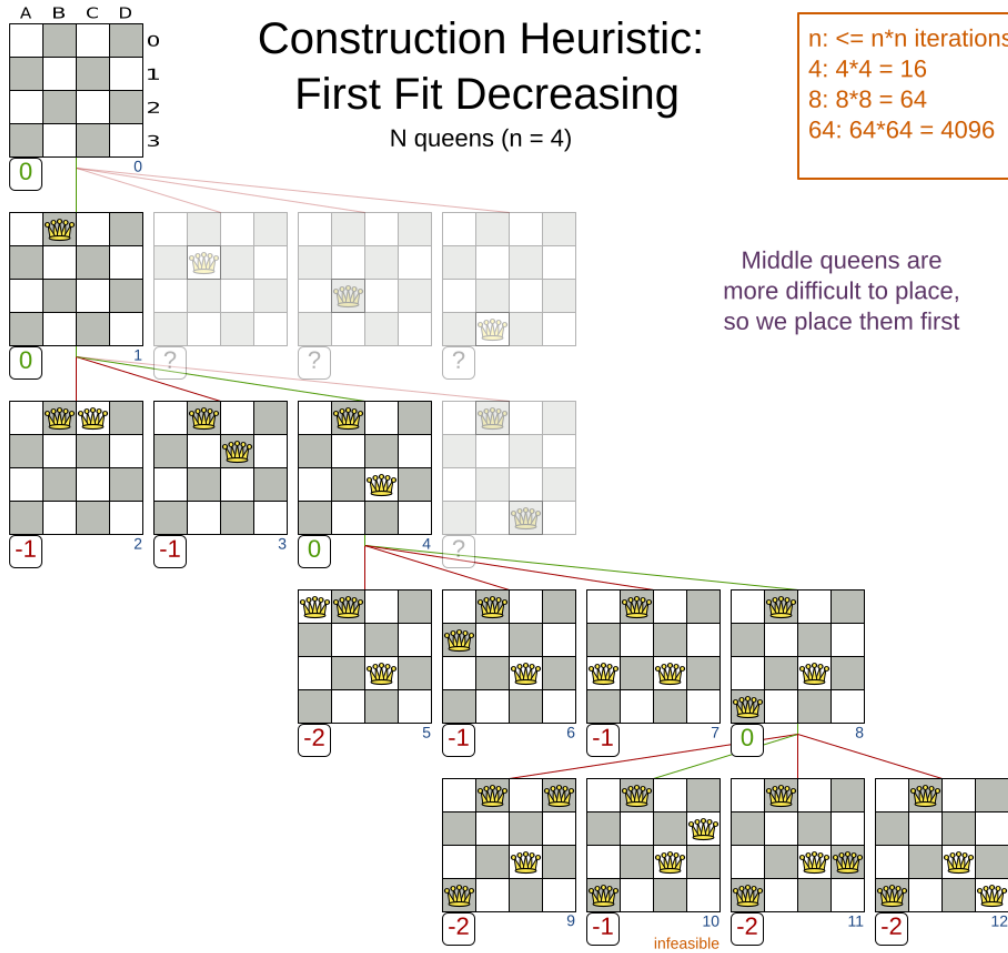 A B C D
0
1
2
3
0 0
Construction Heuristic:
First Fit Decreasing
N queens (n = 4)
n: <= n*n iterations
4: 4*4 = 16
8: 8*8 = 64
64: 64*64 = 4096
Middle queens are
more difficult to place,
so we place them first
0 1 ? ? ?
-1 2 -1 3 0 4 ?
-2 5 -1 6 -1 7 0 8
-2 9 -1 10 -2 11 -2 12
infeasible